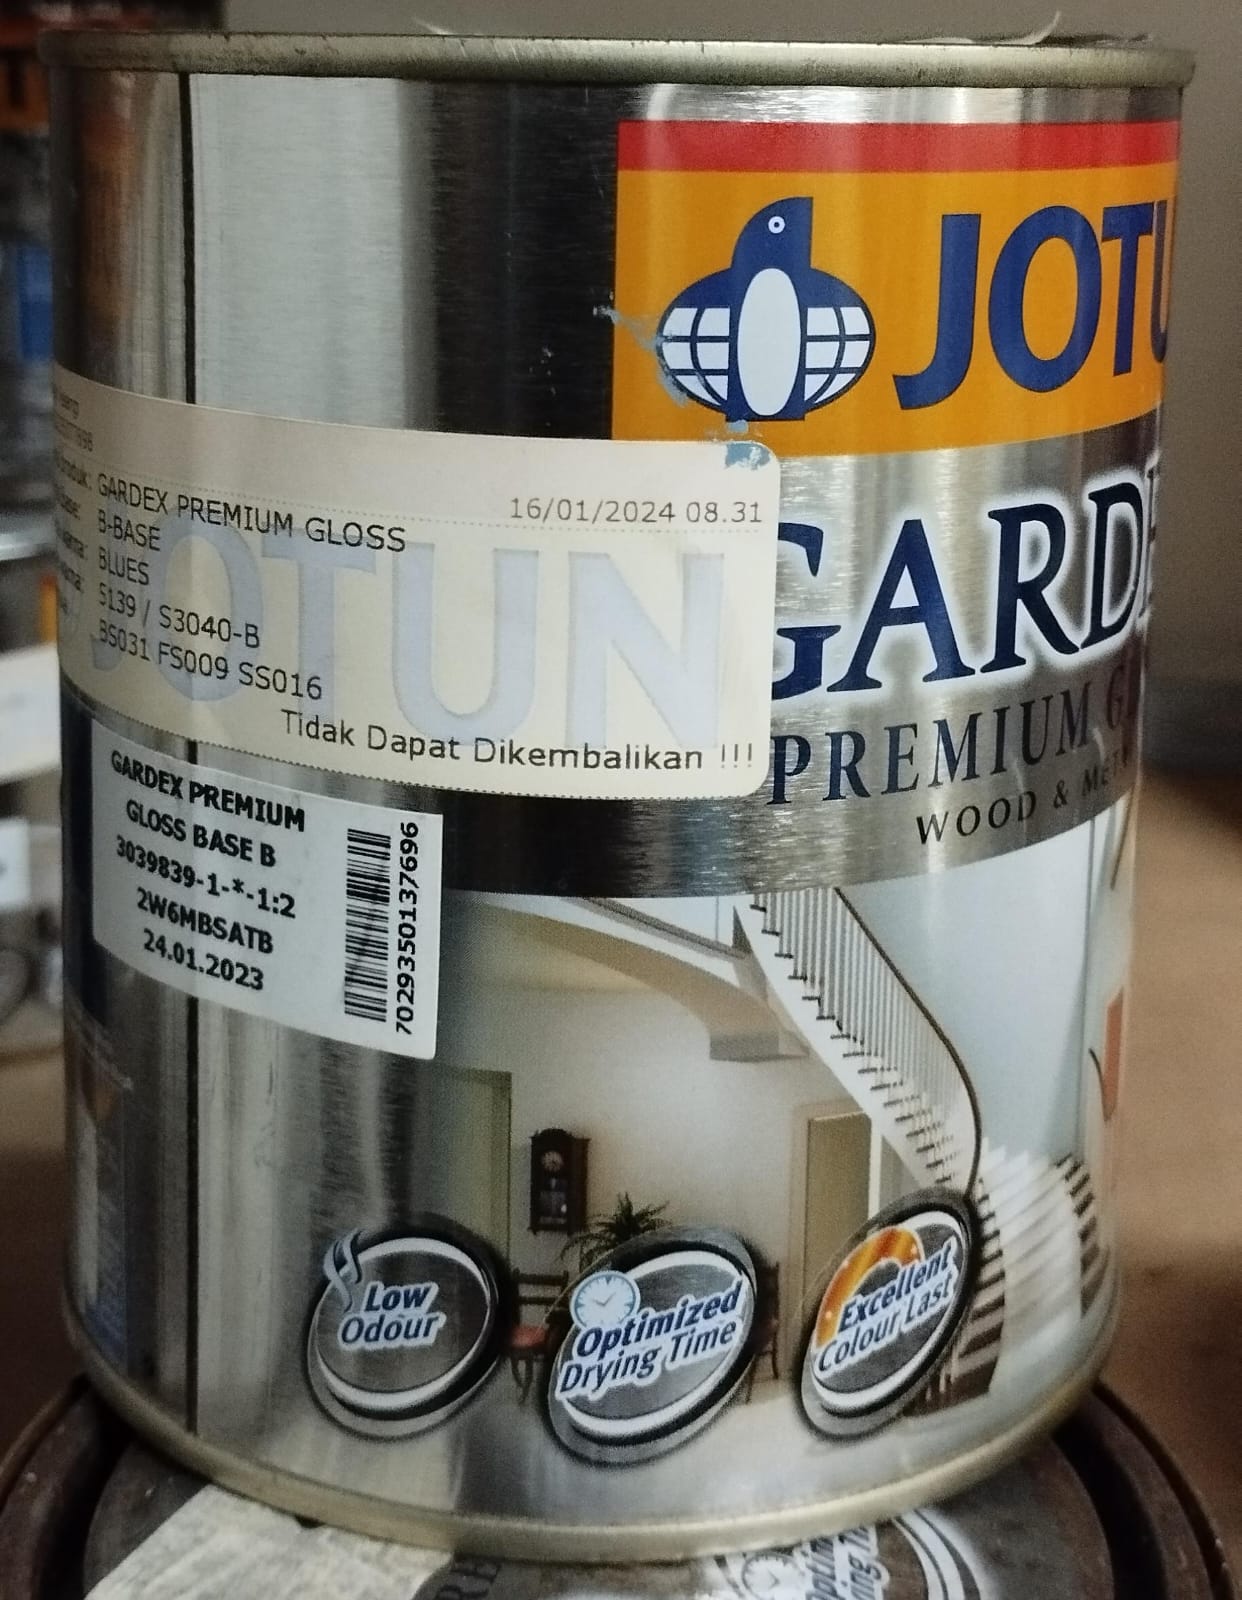 JOTU
GARD
PREMIUM G
WOOD & MET
16/01/2024 08.31
GARDEX PREMIUM GLOSS
B-BASE
BLUES
5139 / S3040-B
BS031 FS009 SS016
Tidak Dapat Dikembalikan !!!
JOTUN
GARDEX PREMIUM
GLOSS BASE B
3039839-1-*-1:2
2W6MBSATB
24.01.2023
7029350137696
Low
Odour
Optimized
Drying Time
Excellent
Colour Last